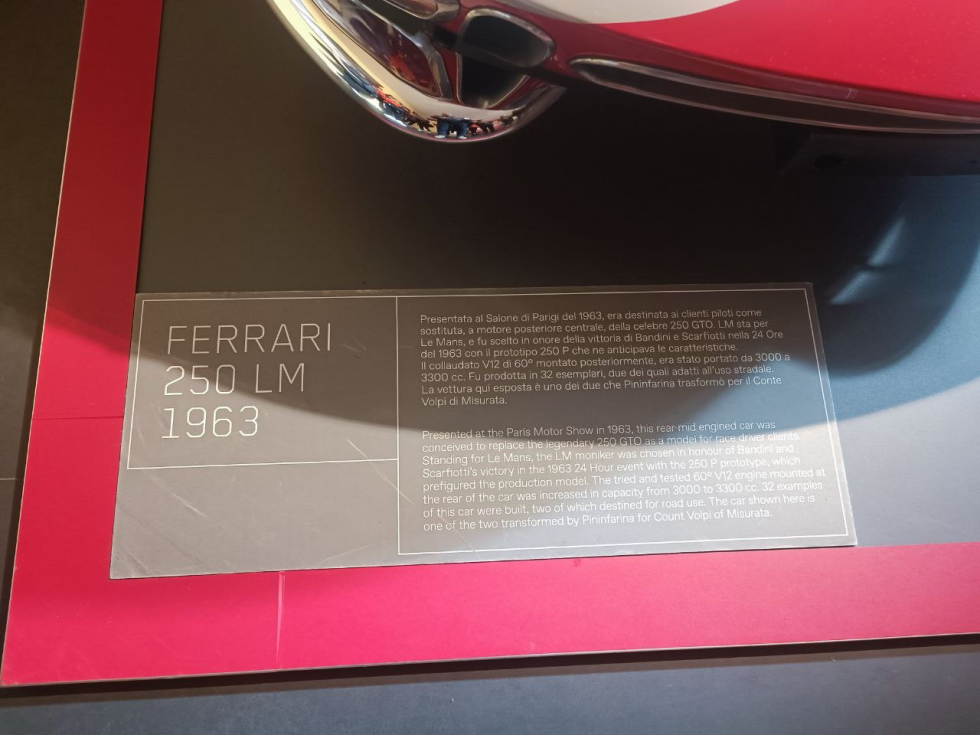 FERRARI
250 LM
1963
Presentata al Salone di Parigi del 1963, era destinata ai clienti piloti come
sostituta, a motore posteriore centrale, della celebre 250 GTO. LM sta per
Le Mans, e fu scelto in onore della vittoria di Bandini e Scarfiotti nella 24 Ore
del 1963 con il prototipo 250 P che ne anticipava le caratteristiche.
Il collaudato V12 di 60° montato posteriormente, era stato portato da 3000 a
3300 cc. Fu prodotta in 32 esemplari, due dei quali adatti all'uso stradale.
La vettura qui esposta è uno dei due che Pininfarina trasformò per il Conte
Volpi di Misurata.
Presented at the Paris Motor Show in 1963, this rear-mid engined car was
conceived to replace the legendary 250 GTO as a model for race driver clients.
Standing for Le Mans, the LM moniker was chosen in honour of Bandini and
Scarfiotti's victory in the 1963 24 Hour event with the 250 P prototype, which
prefigured the production model. The tried and tested 60° V12 engine mounted at
the rear of the car was increased in capacity from 3000 to 3300 cc. 32 examples
of this car were built, two of which destined for road use. The car shown here is
one of the two transformed by Pininfarina for Count Volpi of Misurata.